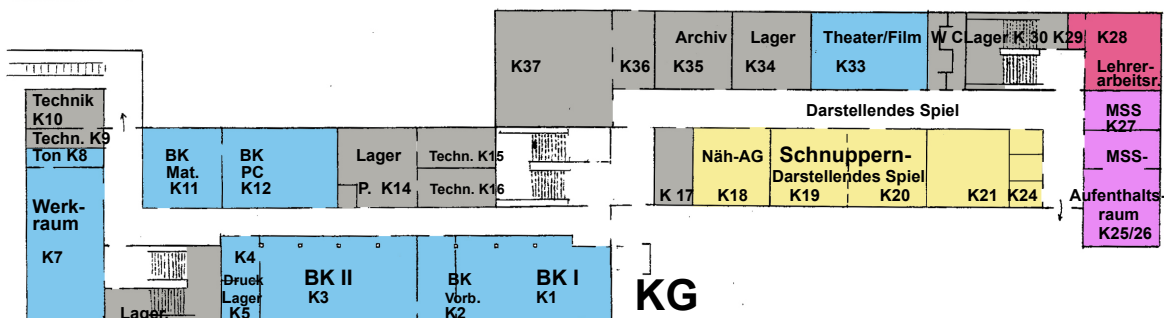 Technik
K10
Techn. K9
Ton K8
Werk-
raum
K7
BK
Mat.
K11
BK
PC
K12
Lager
P. K14
Techn. K15
Techn. K16
K37
K36
Archiv
K35
Lager
K34
Theater/Film
K33
W C
Lager K 30
K29
K28
Lehrer-
arbeitsr.
Darstellendes Spiel
MSS
K27
MSS-
Aufenthalts-
raum
K25/26
K 17
Näh-AG
K18
Schnuppern-
Darstellendes Spiel
K19
K20
K21
K24
Lager
K4
Druck
Lager
K5
BK II
K3
BK
Vorb.
K2
BK I
K1
KG